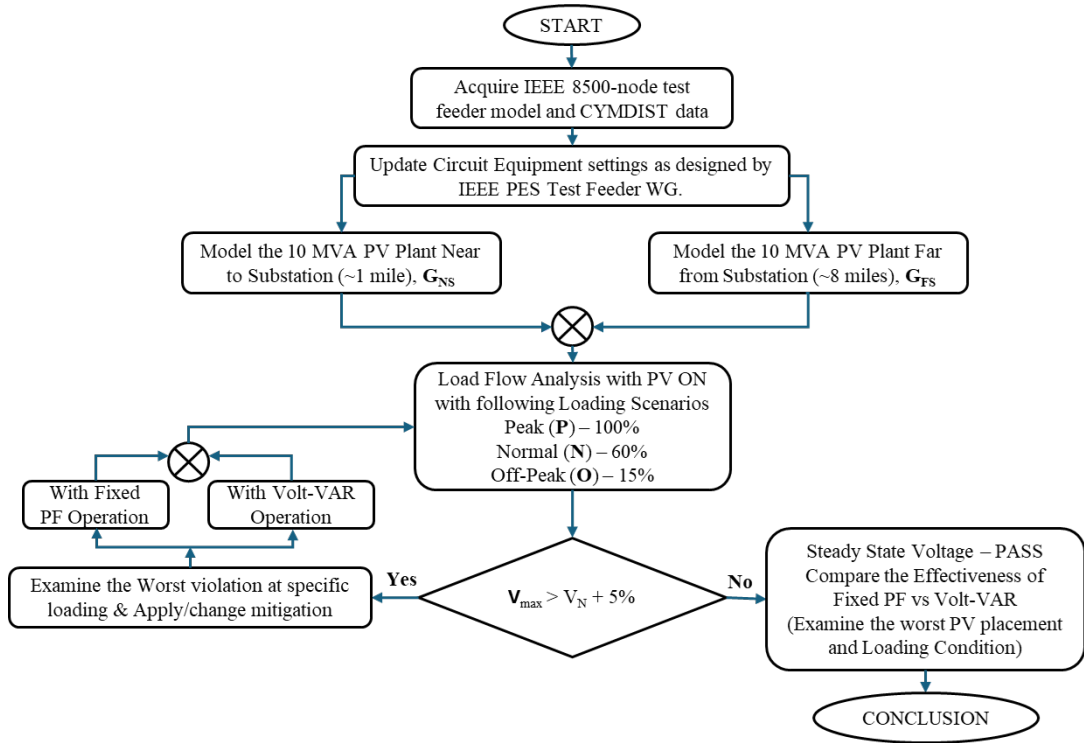 START
Acquire IEEE 8500-node test
feeder model and CYMDIST data
Update Circuit Equipment settings as designed by
IEEE PES Test Feeder WG.
Model the 10 MVA PV Plant Near
to Substation (~1 mile), G_NS
Model the 10 MVA PV Plant Far
from Substation (~8 miles), G_FS
Load Flow Analysis with PV ON
with following Loading Scenarios
Peak (P) – 100%
Normal (N) – 60%
Off-Peak (O) – 15%
With Fixed
PF Operation
With Volt-VAR
Operation
Examine the Worst violation at specific
loading & Apply/change mitigation
Yes
V_max > V_N + 5%
No
Steady State Voltage – PASS
Compare the Effectiveness of
Fixed PF vs Volt-VAR
(Examine the worst PV placement
and Loading Condition)
CONCLUSION